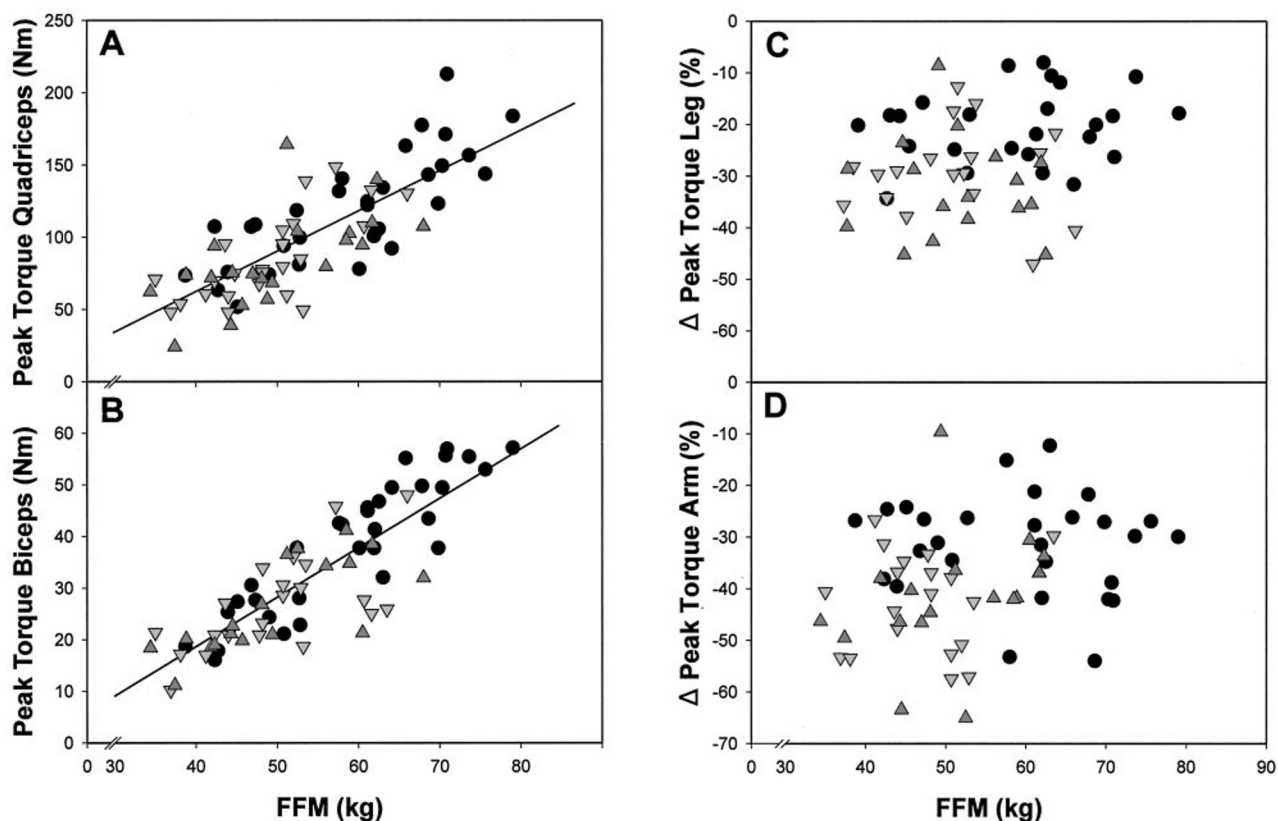 A
Peak Torque Quadriceps (Nm)
250
200
150
100
50
0
B
Peak Torque Biceps (Nm)
60
50
40
30
20
10
0
0 30 40 50 60 70 80
FFM (kg)
C
Δ Peak Torque Leg (%)
0
-10
-20
-30
-40
-50
-60
0
D
Δ Peak Torque Arm (%)
-10
-20
-30
-40
-50
-60
-70
0 30 40 50 60 70 80 90
FFM (kg)